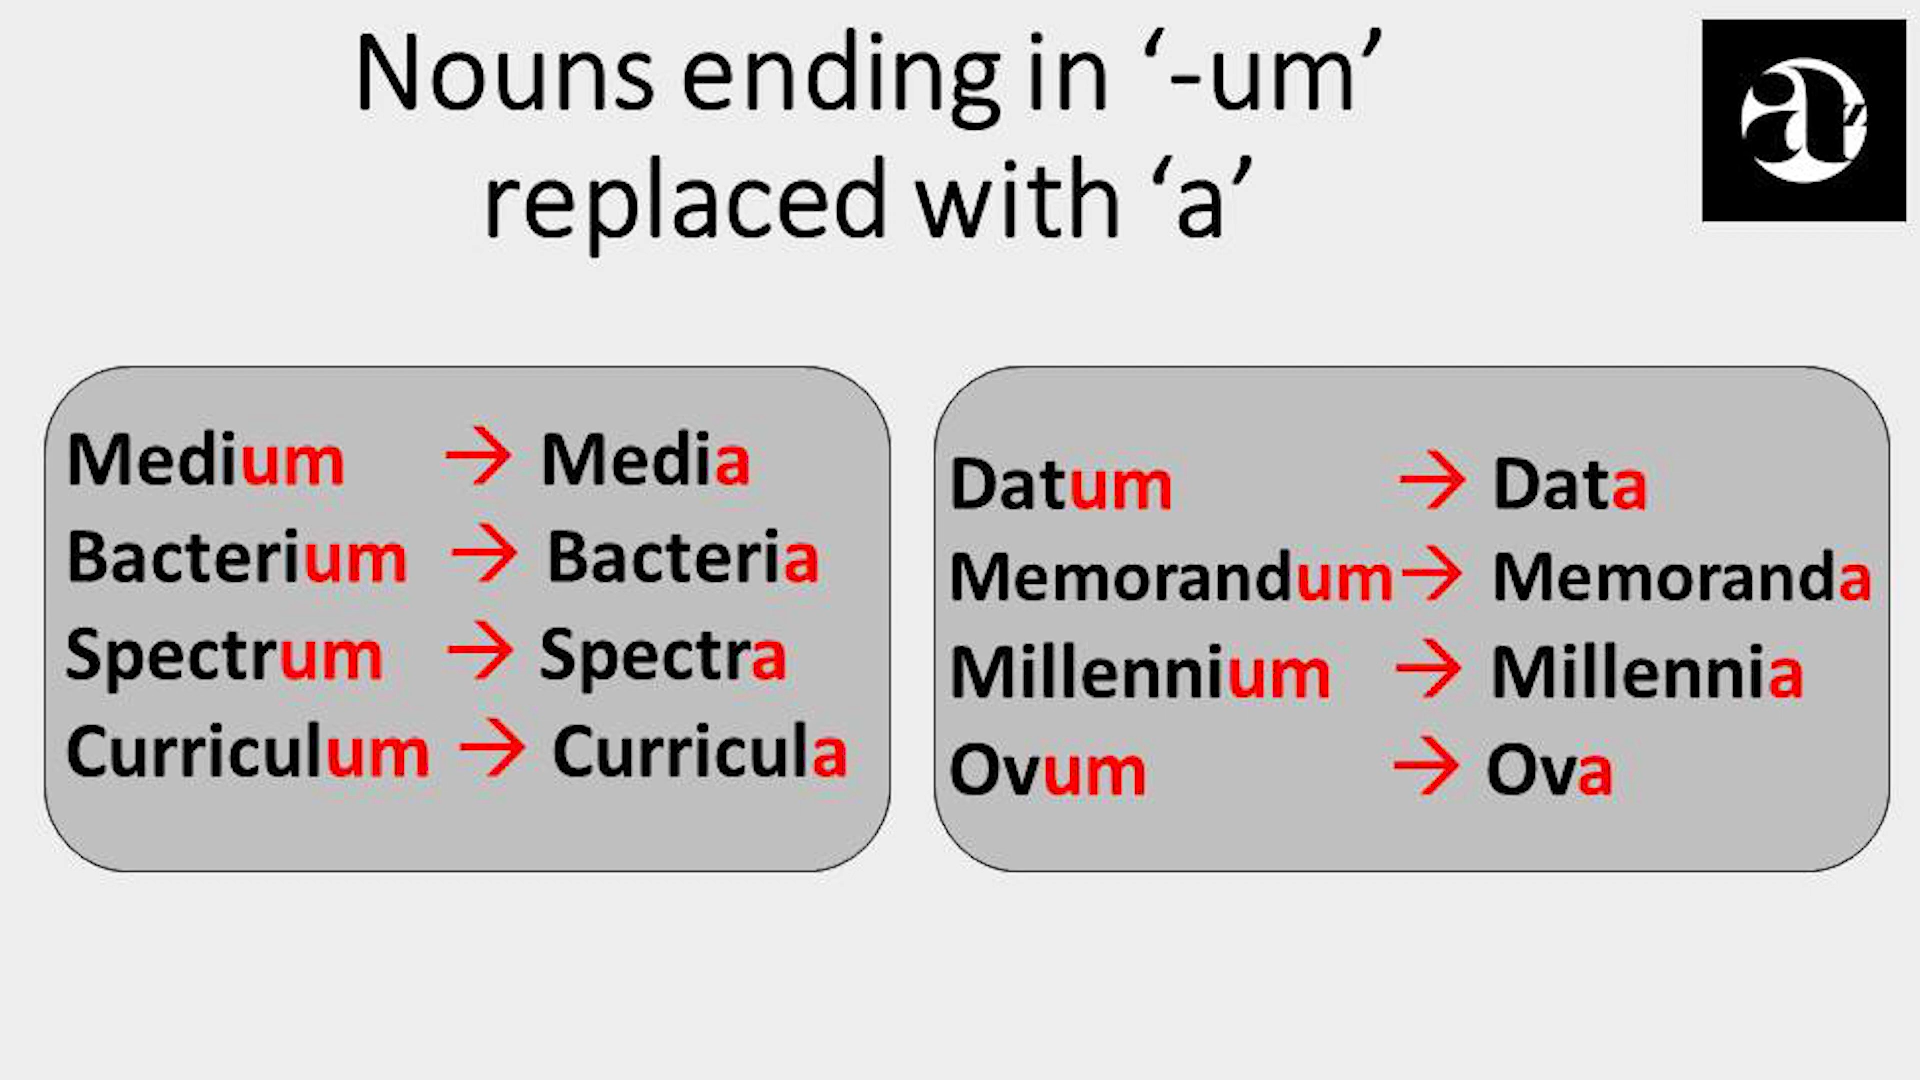 Nouns ending in ‘-um’
replaced with ‘a’
Medium → Media
Bacterium → Bacteria
Spectrum → Spectra
Curriculum → Curricula
Datum → Data
Memorandum → Memoranda
Millennium → Millennia
Ovum → Ova